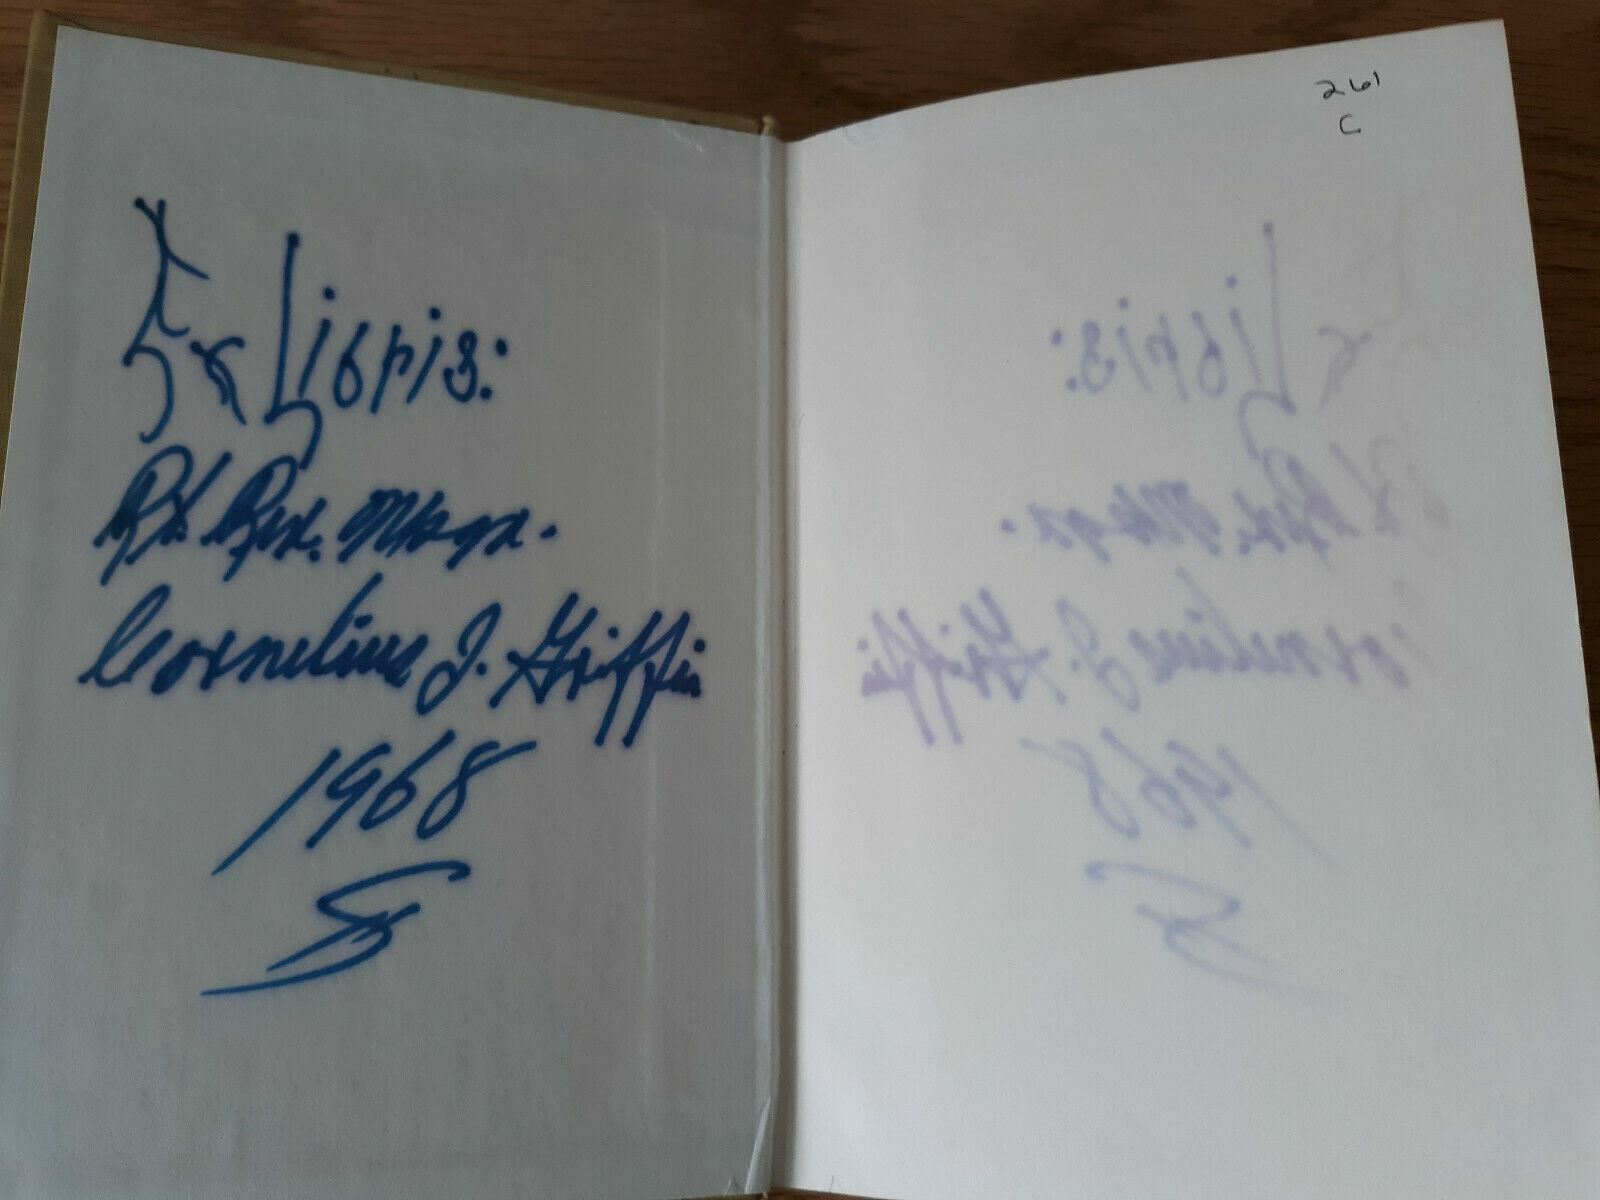 Ex Libris:
Rt. Rev. Msgr.
Cornelius J. Griffin
1968
261
C